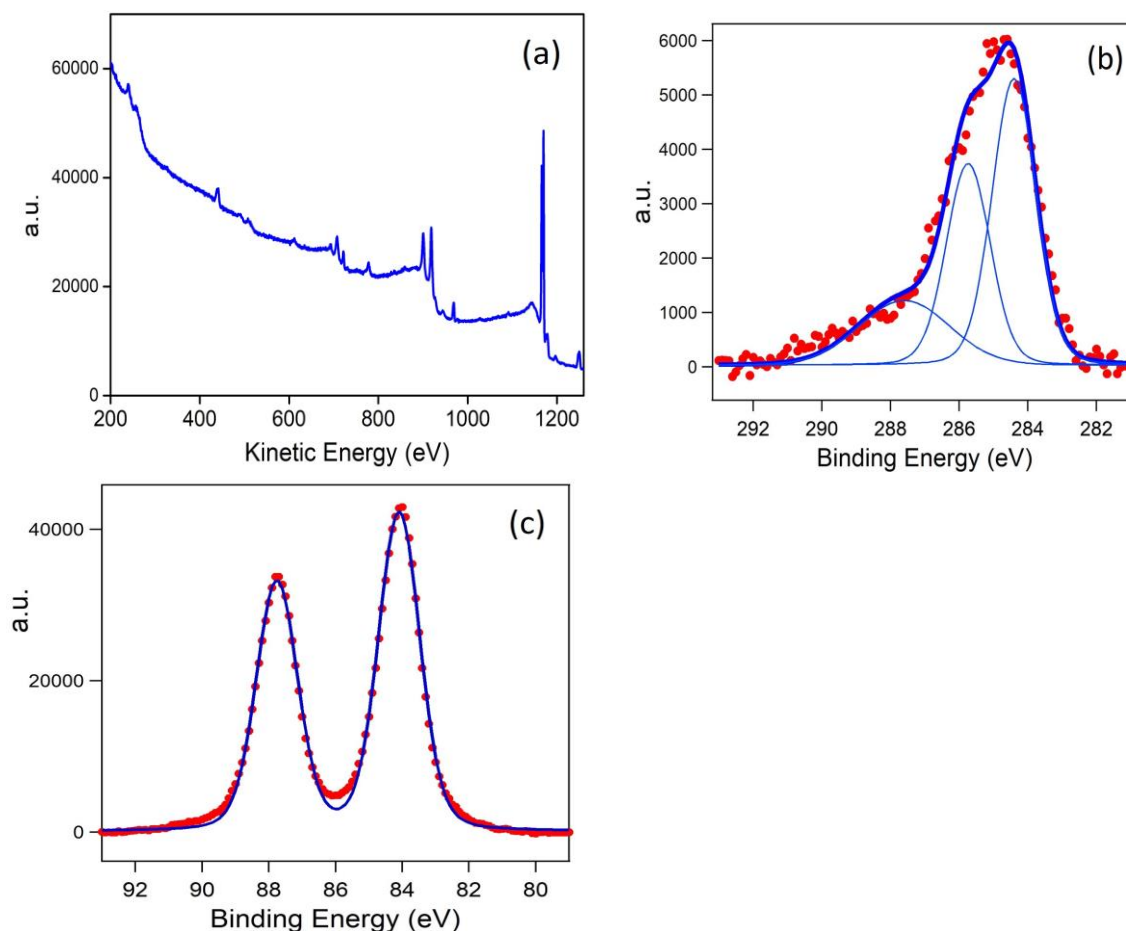 (a)
60000
40000
20000
0
a.u.
200 400 600 800 1000 1200
Kinetic Energy (eV)
(b)
6000
5000
4000
3000
2000
1000
0
a.u.
292 290 288 286 284 282
Binding Energy (eV)
(c)
40000
20000
0
a.u.
92 90 88 86 84 82 80
Binding Energy (eV)